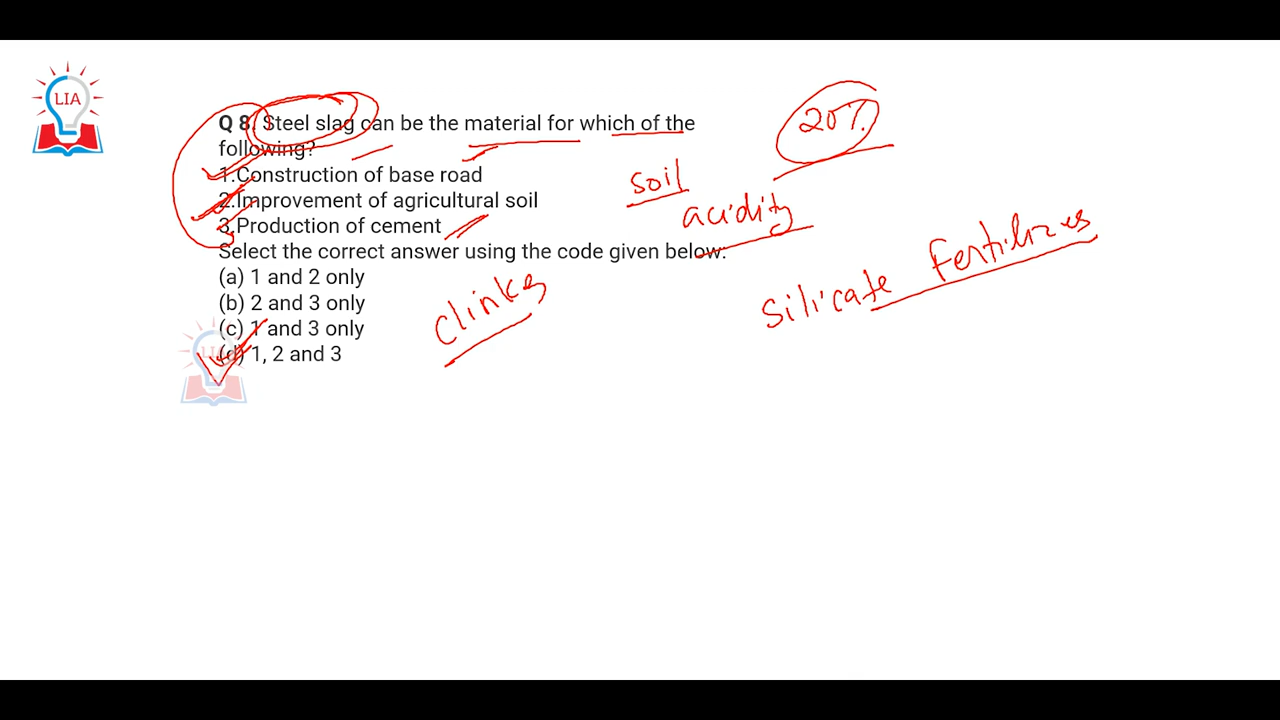 LIA
Q 8. Steel slag can be the material for which of the
following?
1.Construction of base road
2.Improvement of agricultural soil
3.Production of cement
Select the correct answer using the code given below:
(a) 1 and 2 only
(b) 2 and 3 only
(c) 1 and 3 only
(d) 1, 2 and 3
20%
soil
acidity
Silicate Fertilizes